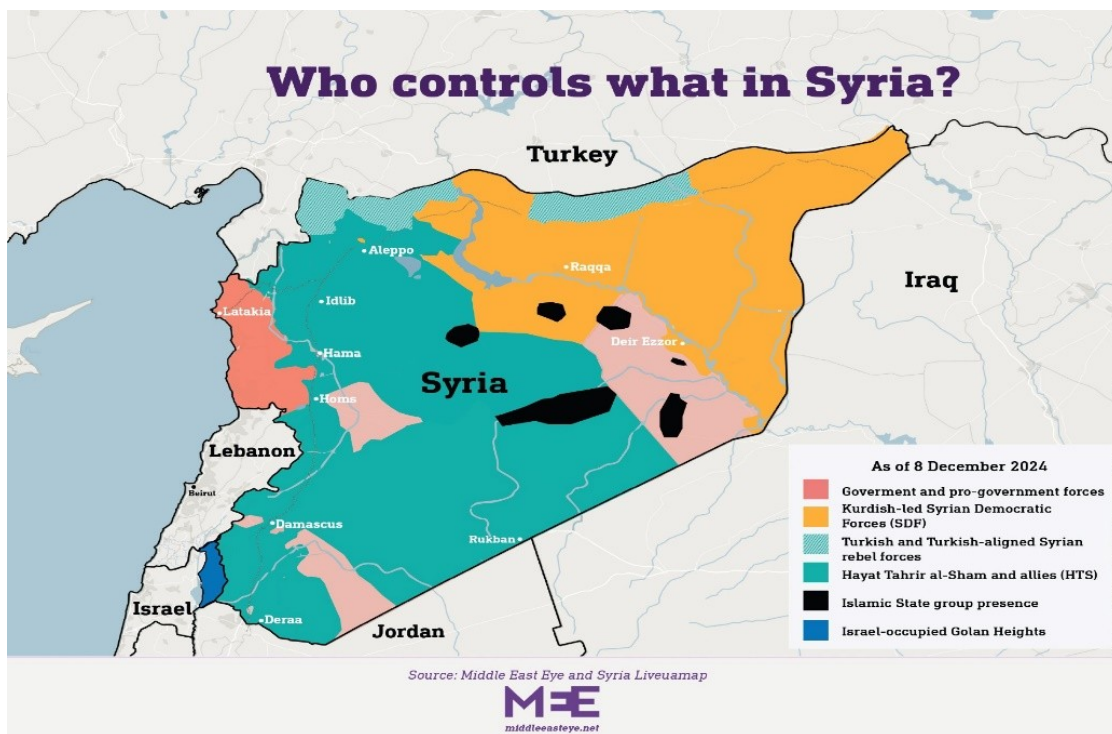 Who controls what in Syria?
Turkey
Aleppo
Raqqa
Iraq
Latakia
Idlib
Deir Ezzor
Hama
Syria
Homs
Lebanon
Beirut
Damascus
Rukban
Israel
Deraa
Jordan
As of 8 December 2024
Goverment and pro-government forces
Kurdish-led Syrian Democratic
Forces (SDF)
Turkish and Turkish-aligned Syrian
rebel forces
Hayat Tahrir al-Sham and allies (HTS)
Islamic State group presence
Israel-occupied Golan Heights
Source: Middle East Eye and Syria Liveuamap
MEE
middleeasteye.net